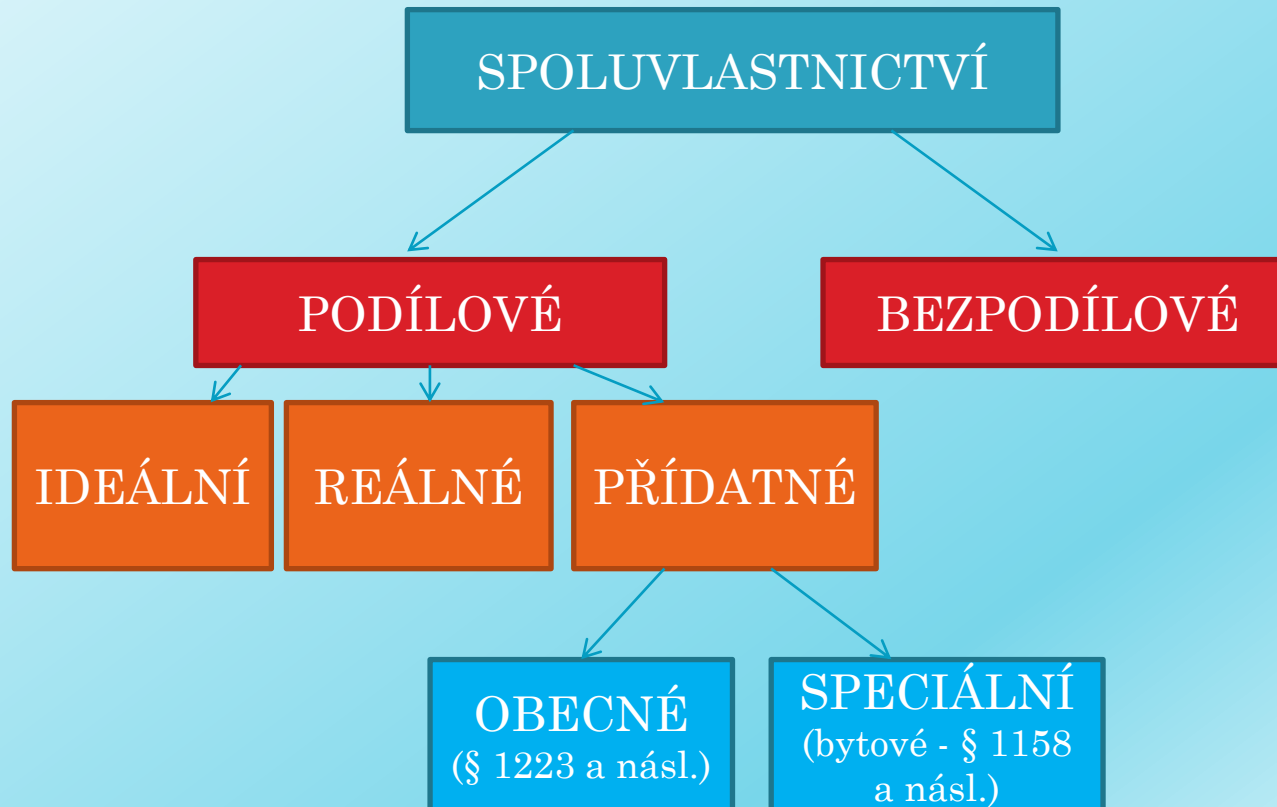 SPOLUVLASTNICTVÍ
PODÍLOVÉ
BEZPODÍLOVÉ
IDEÁLNÍ
REÁLNÉ
PŘÍDATNÉ
OBECNÉ
(§ 1223 a násl.)
SPECIÁLNÍ
(bytové - § 1158
a násl.)